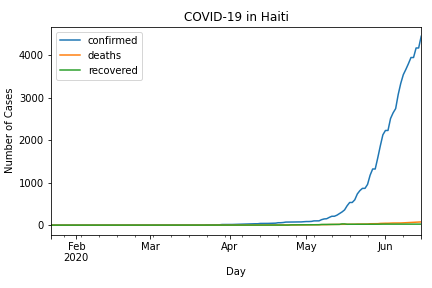 COVID-19 in Haiti
confirmed
deaths
recovered
Number of Cases
4000
3000
2000
1000
0
Feb
2020
Mar
Apr
May
Jun
Day